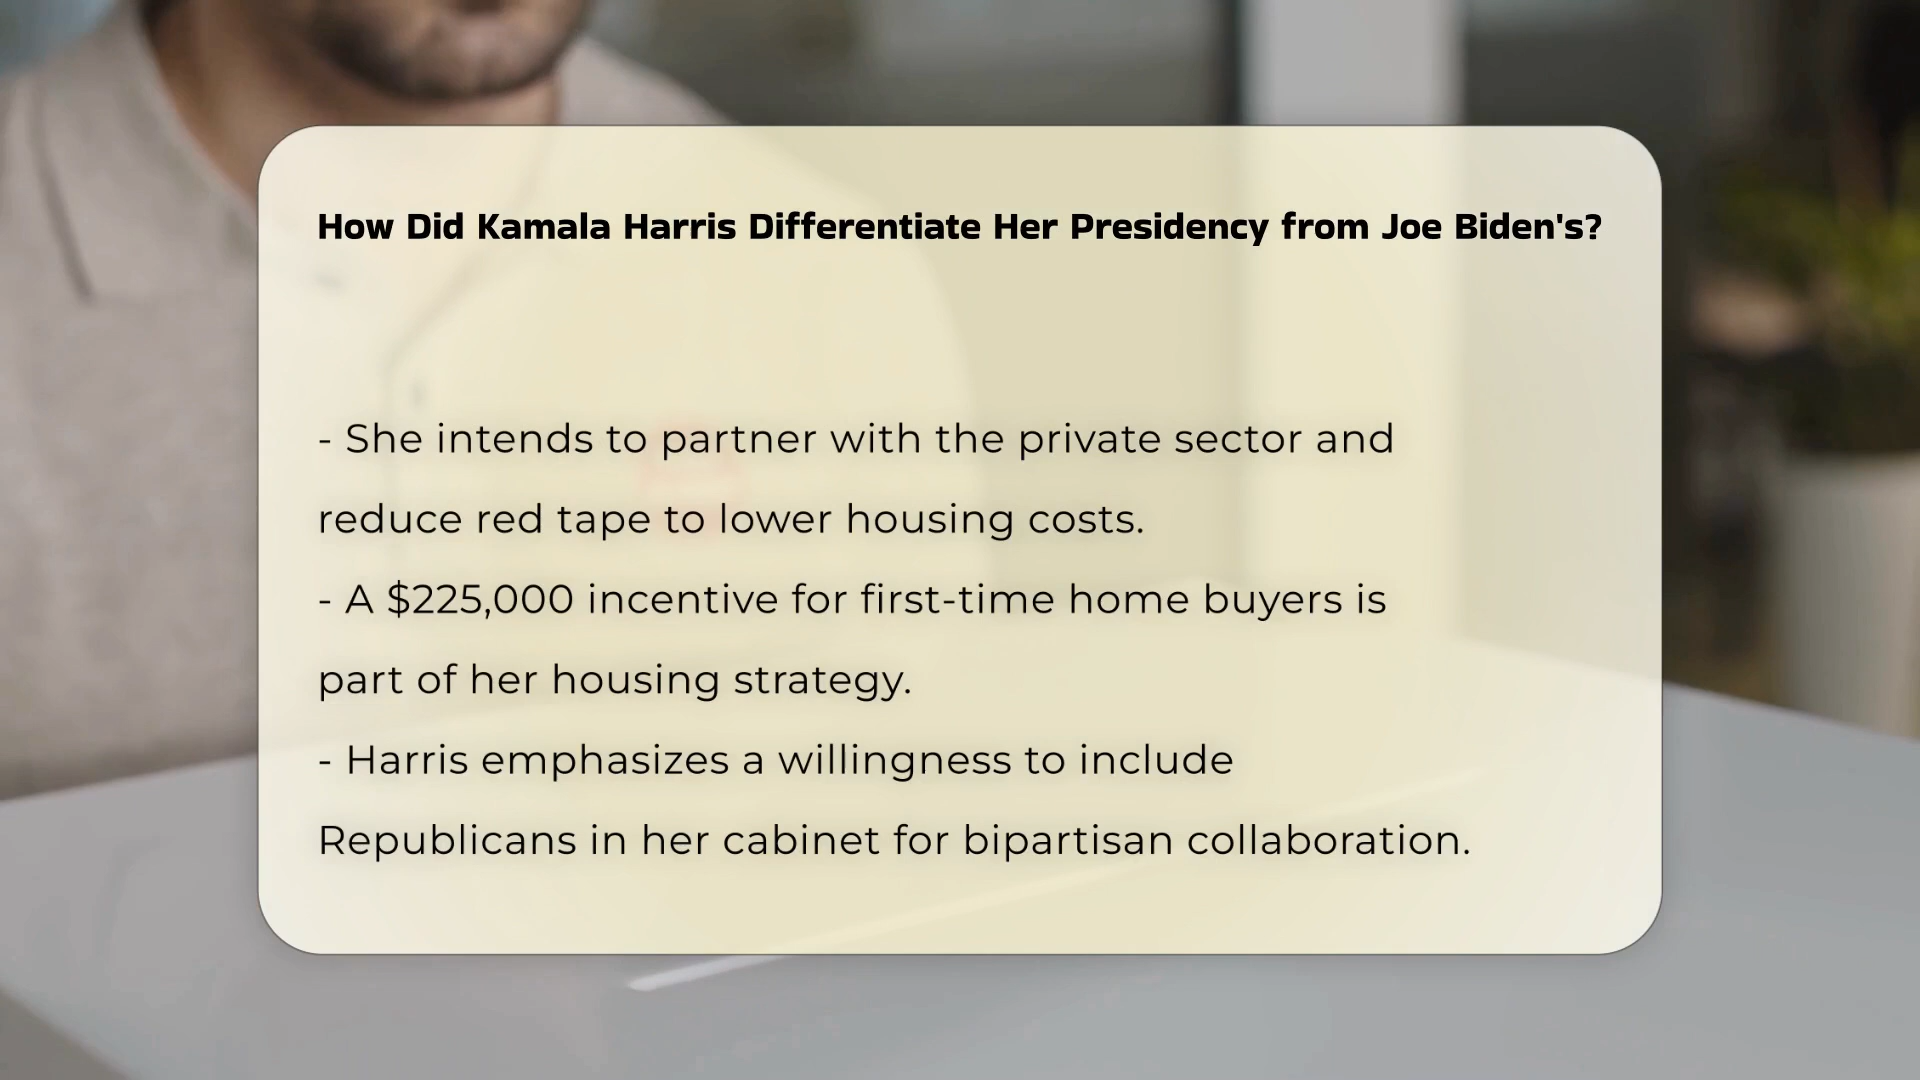 How Did Kamala Harris Differentiate Her Presidency from Joe Biden's?
- She intends to partner with the private sector and
reduce red tape to lower housing costs.
- A $225,000 incentive for first-time home buyers is
part of her housing strategy.
- Harris emphasizes a willingness to include
Republicans in her cabinet for bipartisan collaboration.